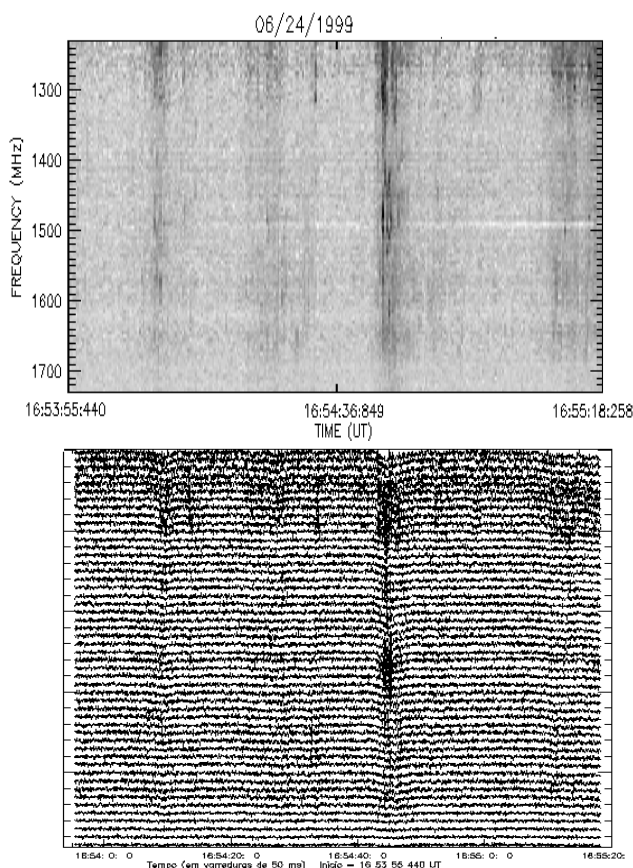 06/24/1999
FREQUENCY (MHz)
1300
1400
1500
1600
1700
16:53:55:440 16:54:36:849 16:55:18:258
TIME (UT)
16:54: 0: 0 16:54:20: 0 16:54:40: 0 16:55: 0: 0 16:55:20:
Tempo (em varreduras de 50 ms) Inicio = 16 53 55 440 UT